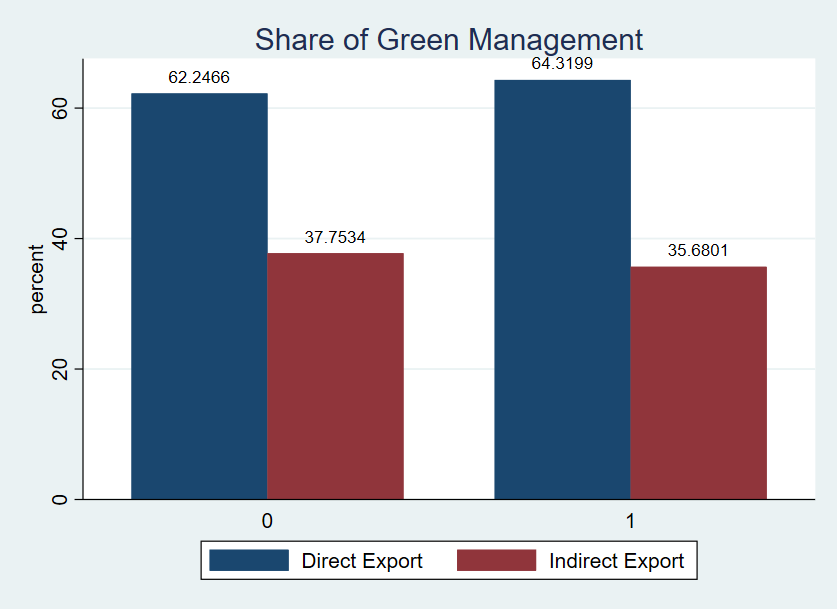 Share of Green Management
62.2466
37.7534
64.3199
35.6801
percent
60
40
20
0
0
1
Direct Export
Indirect Export